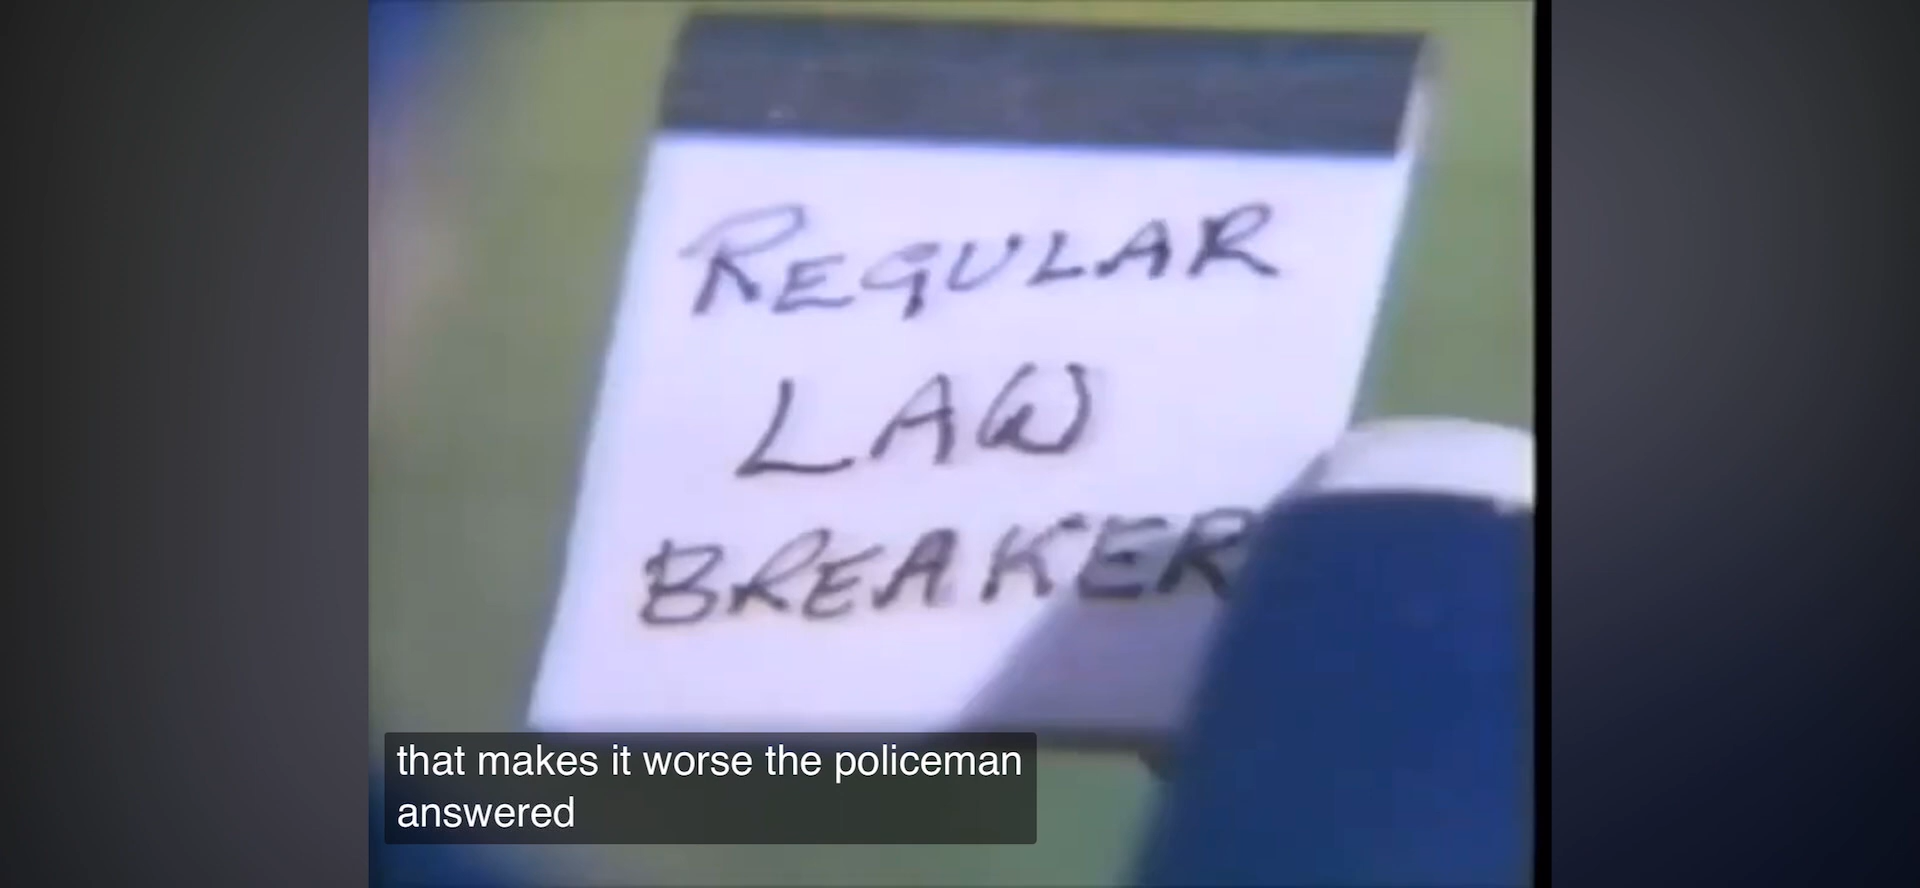 REGULAR
LAW
BREAKER
that makes it worse the policeman
answered